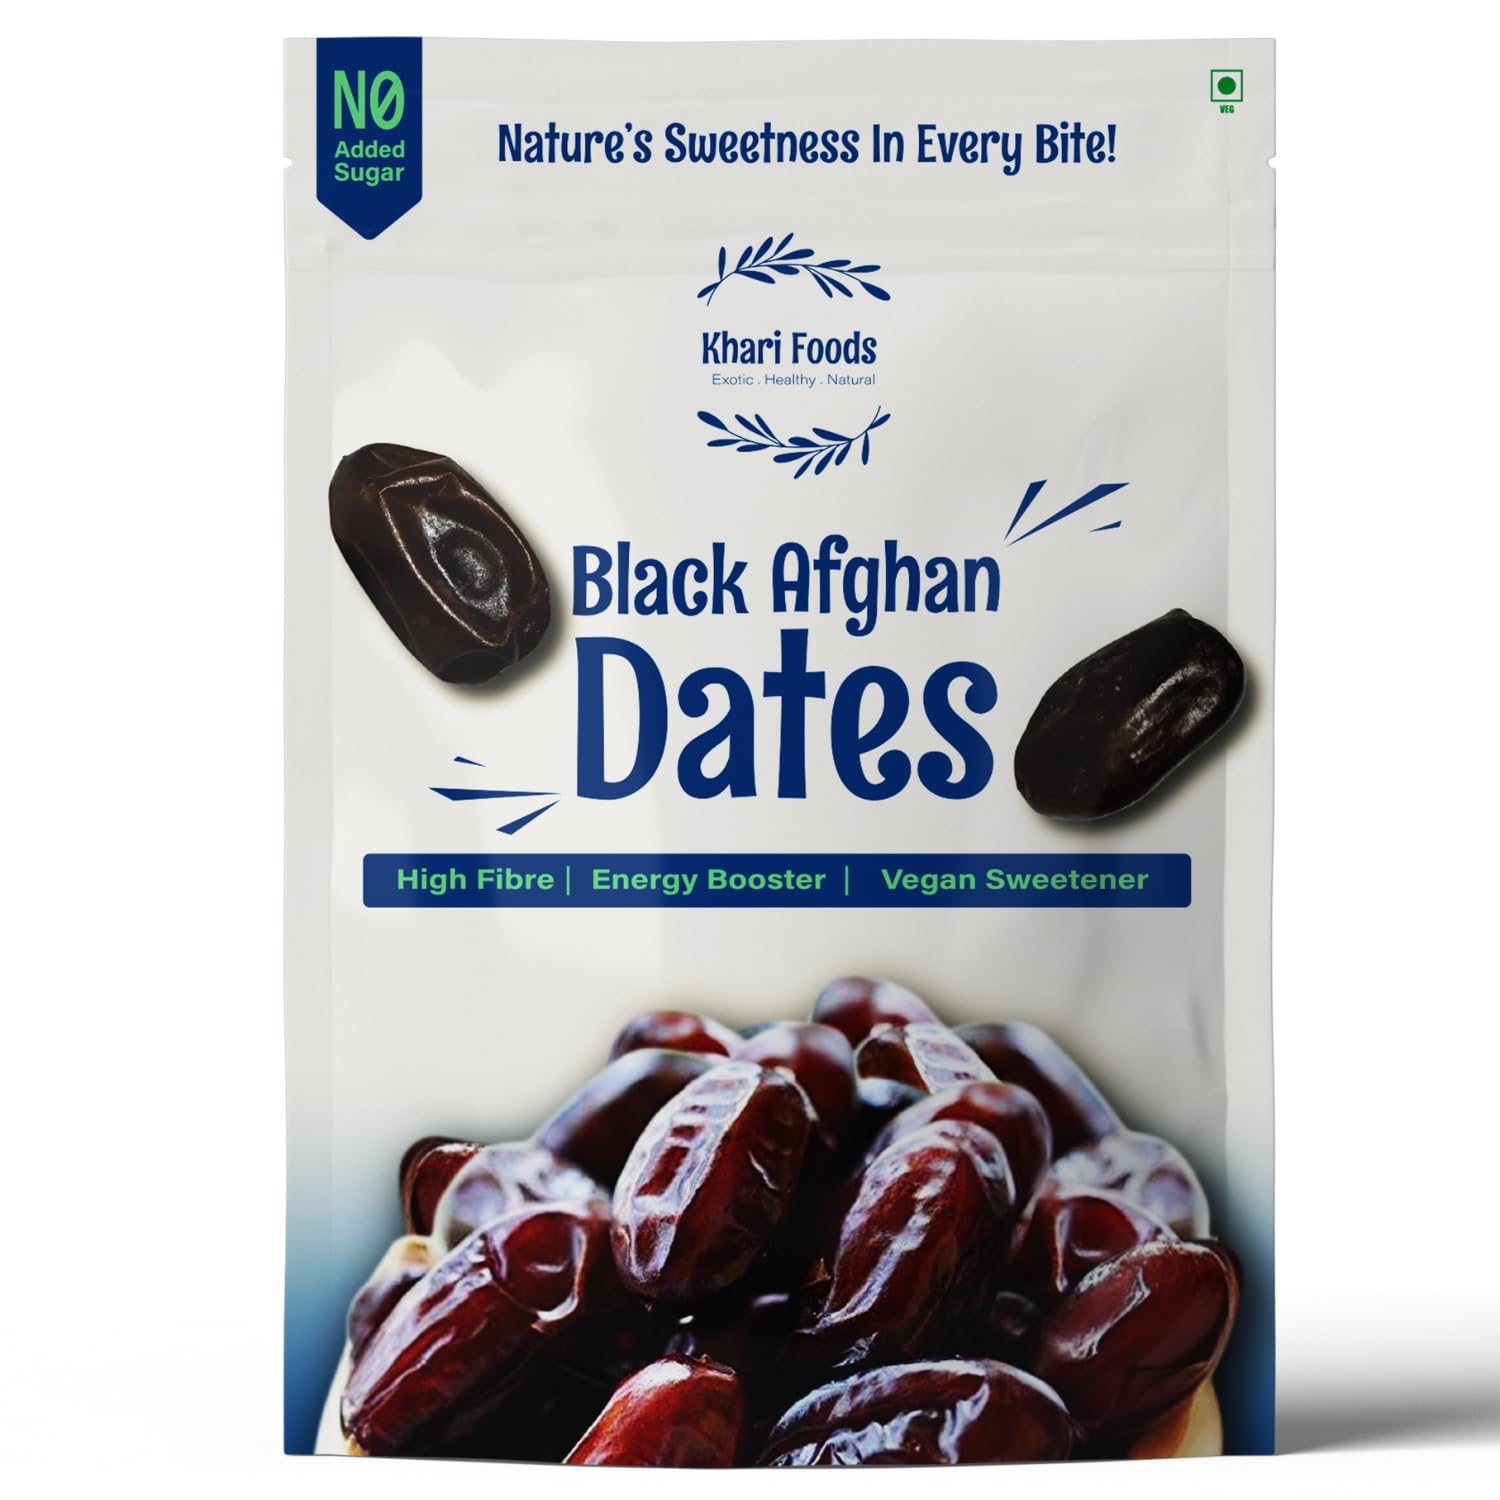 NO
Added
Sugar
Nature's Sweetness In Every Bite!
VEG
Khari Foods
Exotic . Healthy . Natural
Black Afghan
Dates
High Fibre | Energy Booster | Vegan Sweetener